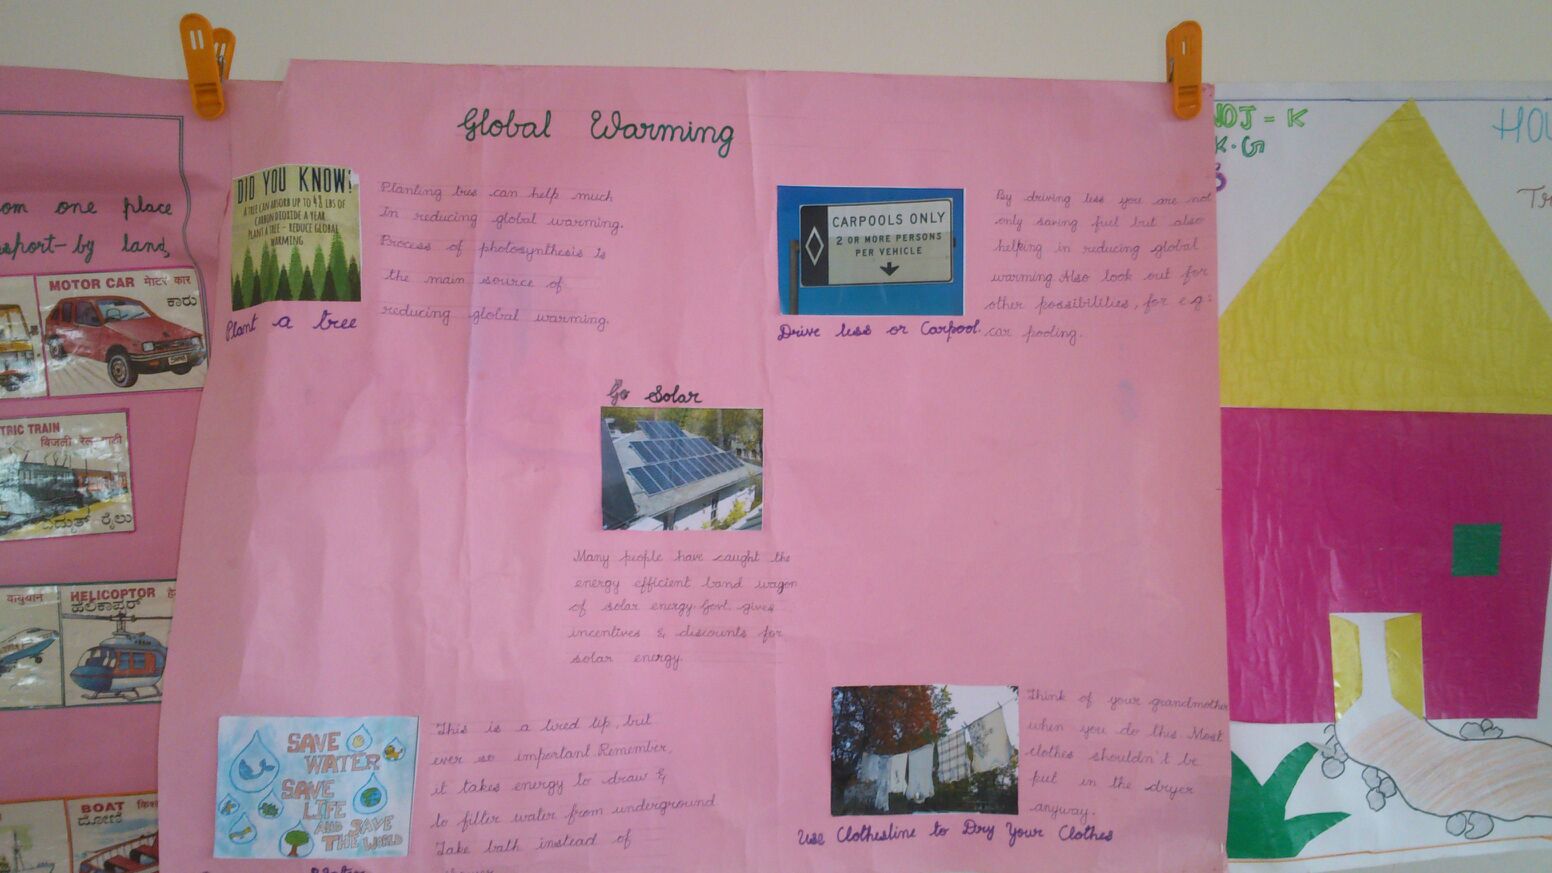 Global Warming
DID YOU KNOW!
A TREE CAN ABSORB UP TO 48 LBS OF
CARBON DIOXIDE A YEAR
PLANT A TREE - REDUCE GLOBAL
WARMING
Plant a tree
Planting tres can help much
in reducing global warming.
Process of photosynthesis is
the main source of
reducing global warming.
CARPOOLS ONLY
2 OR MORE PERSONS
PER VEHICLE
Drive less or Carpool.
By driving less you are not
only saving fuel but also
helping in reducing global
warming. Also look out for
other possibilities, for e.g:
car pooling.
Go Solar
Many people have caught the
energy efficient band wagon
of solar energy. Govt. gives
incentives & discounts for
solar energy.
SAVE
WATER
SAVE
LIFE
AND SAVE
THE WORLD
Water
This is a tired tip, but
ever so important. Remember,
it takes energy to draw &
to filter water from underground
Take bath instead of
Think of your grandmother
when you do this. Most
clothes shouldn't be
put in the dryer
anyway.
Use Clothesline to Dry Your Clothes
om one place
sport- by land,
MOTOR CAR मोटर कार
ಕಾರು
TRIC TRAIN
बिजली रेल गाड़ी
ವಿದ್ಯುತ್ ರೈಲು
वायुयान
HELICOPTOR
ಹೆಲಿಕಾಪ್ಟರ್
BOAT
ದೋಣಿ
NOJ = K
K.G
HOU